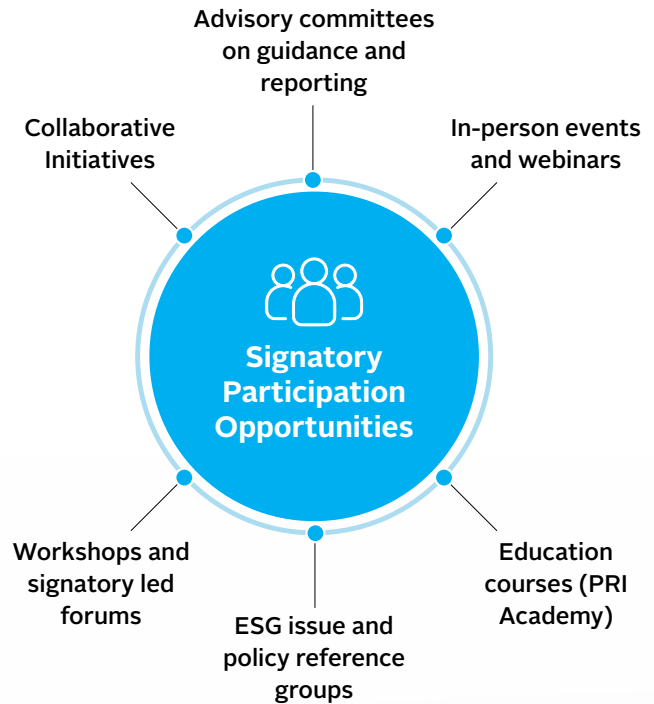 Advisory committees
on guidance and
reporting
Collaborative
Initiatives
In-person events
and webinars
Signatory
Participation
Opportunities
Workshops and
signatory led
forums
ESG issue and
policy reference
groups
Education
courses (PRI
Academy)